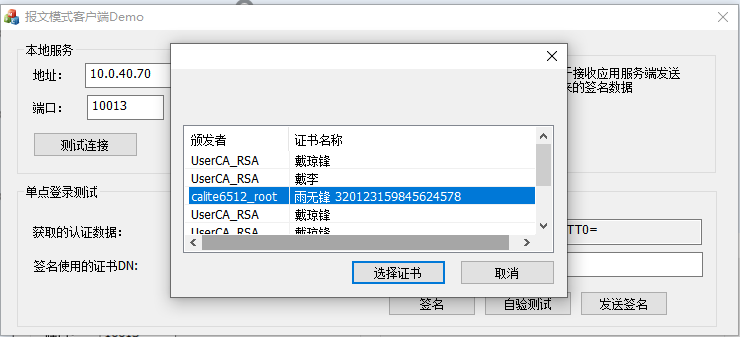 报文模式客户端Demo
本地服务
地址： 10.0.40.70
接收应用服务端发送
来的签名数据
端口： 10013
测试连接
颁发者 证书名称
UserCA_RSA 戴琼锋
UserCA_RSA 戴李
calite6512_root 雨无锋 320123159845624578
UserCA_RSA 戴琼锋
UserCA_RSA 戴琼锋
选择证书 取消
单点登录测试
获取的认证数据： TT0=
签名使用的证书DN:
签名 自验测试 发送签名